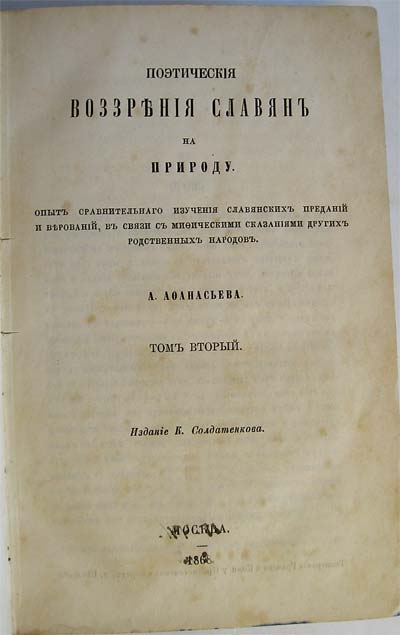 ПОЭТИЧЕСКІЯ
ВОЗЗРѢНІЯ СЛАВЯНЪ
НА
ПРИРОДУ.
ОПЫТЪ СРАВНИТЕЛЬНАГО ИЗУЧЕНІЯ СЛАВЯНСКИХЪ ПРЕДАНІЙ
И ВѢРОВАНІЙ, ВЪ СВЯЗИ СЪ МИѲИЧЕСКИМИ СКАЗАНІЯМИ ДРУГИХЪ
РОДСТВЕННЫХЪ НАРОДОВЪ.
А. АѲАНАСЬЕВА.
ТОМЪ ВТОРЫЙ.
Изданіе К. Солдатенкова.
МОСКВА.